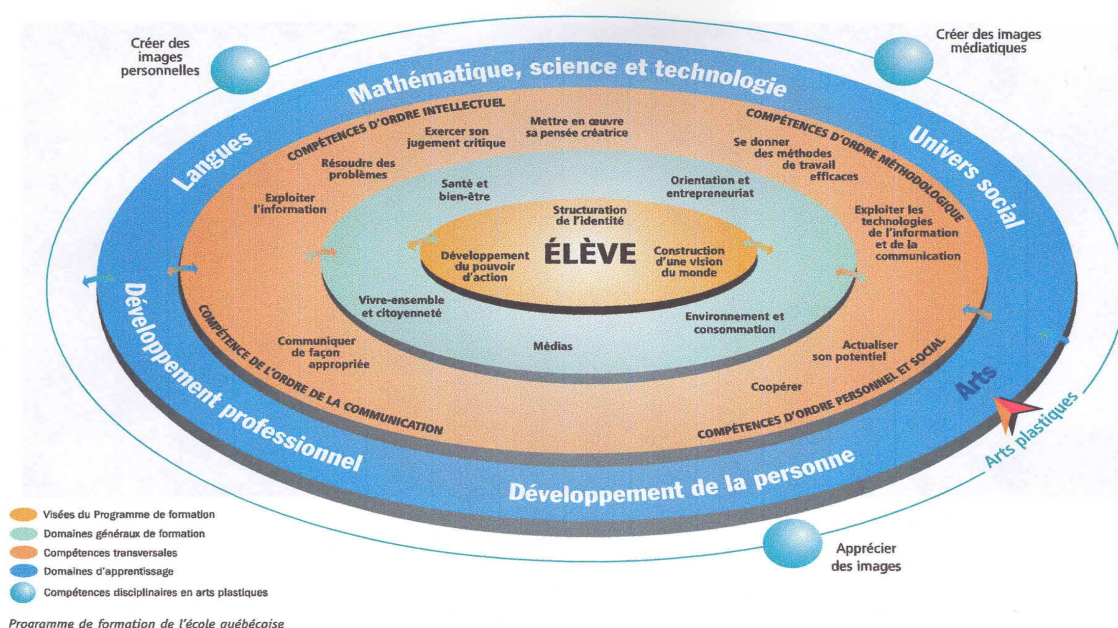 Créer des
images
personnelles
Créer des images
médiatiques
Mathématique, science et technologie
Langues
Univers social
COMPÉTENCES D'ORDRE INTELLECTUEL
COMPÉTENCES D'ORDRE MÉTHODOLOGIQUE
Exploiter
l'information
Résoudre des
problèmes
Exercer son
jugement critique
Mettre en œuvre
sa pensée créatrice
Se donner
des méthodes
de travail
efficaces
Exploiter les
technologies
de l'information
et de la
communication
Santé et
bien-être
Orientation et
entrepreneuriat
Structuration
de l'identité
ÉLÈVE
Développement
du pouvoir
d'action
Construction
d'une vision
du monde
Vivre-ensemble
et citoyenneté
Environnement et
consommation
Médias
Communiquer
de façon
appropriée
Actualiser
son potentiel
Coopérer
COMPÉTENCE DE L'ORDRE DE LA COMMUNICATION
COMPÉTENCES D'ORDRE PERSONNEL ET SOCIAL
Développement professionnel
Développement de la personne
Arts
Arts plastiques
Apprécier
des images
Visées du Programme de formation
Domaines généraux de formation
Compétences transversales
Domaines d'apprentissage
Compétences disciplinaires en arts plastiques
Programme de formation de l'école québécoise